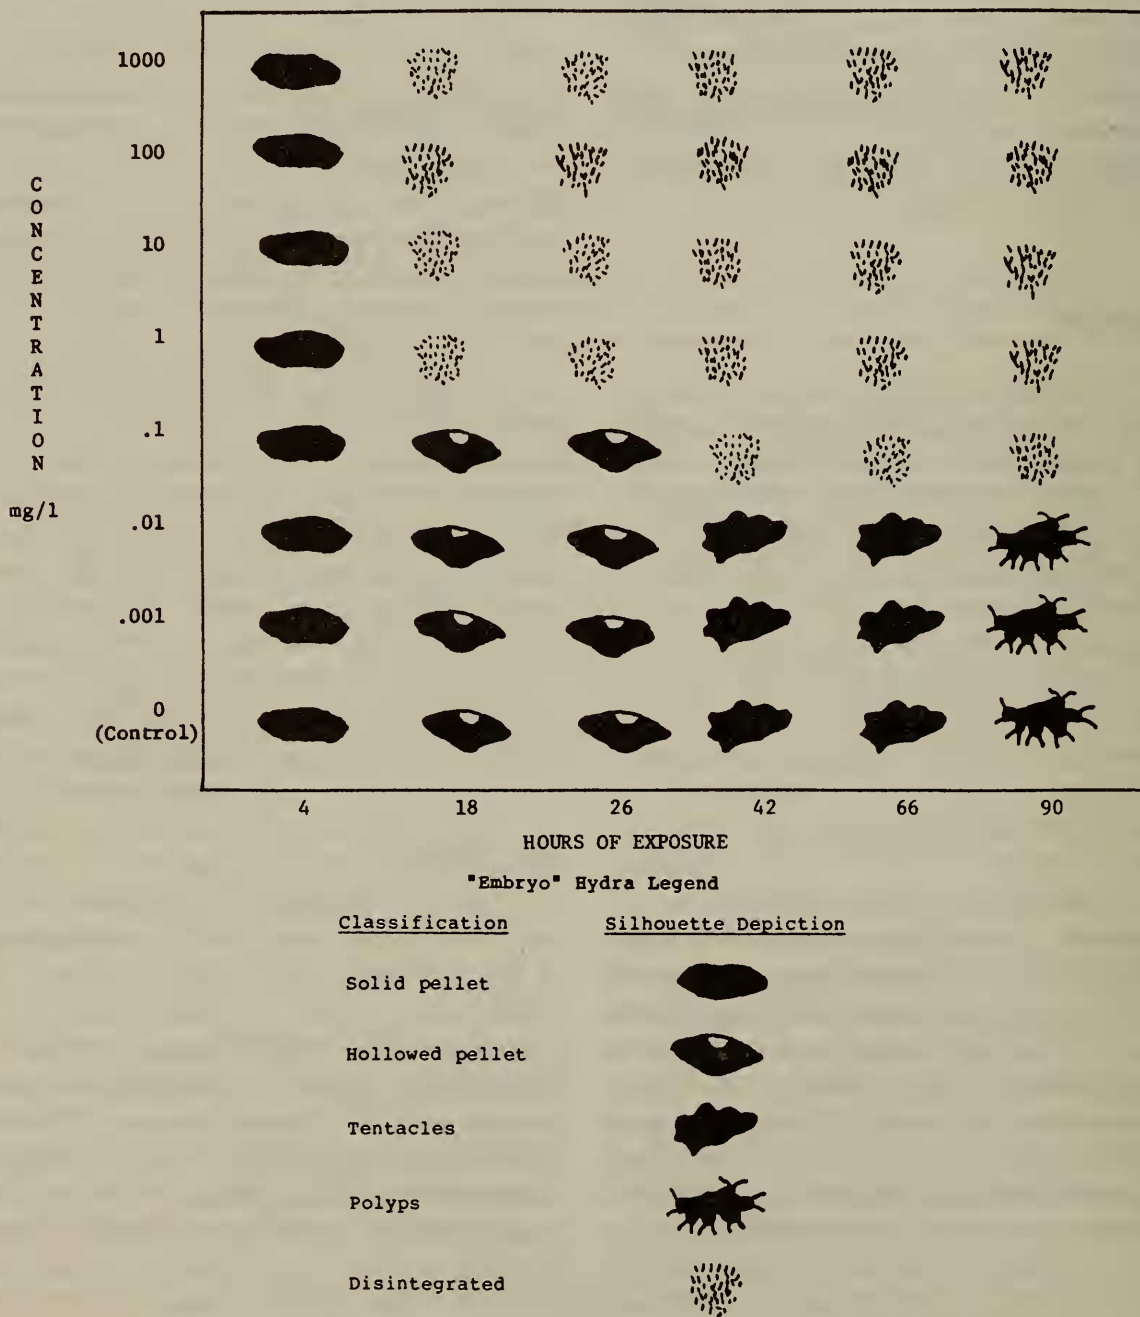 1000
100
10
1
.1
.01
.001
0
(Control)
CONCENTRATION
mg/l
4 18 26 42 66 90
HOURS OF EXPOSURE
"Embryo" Hydra Legend
Classification Silhouette Depiction
Solid pellet
Hollowed pellet
Tentacles
Polyps
Disintegrated